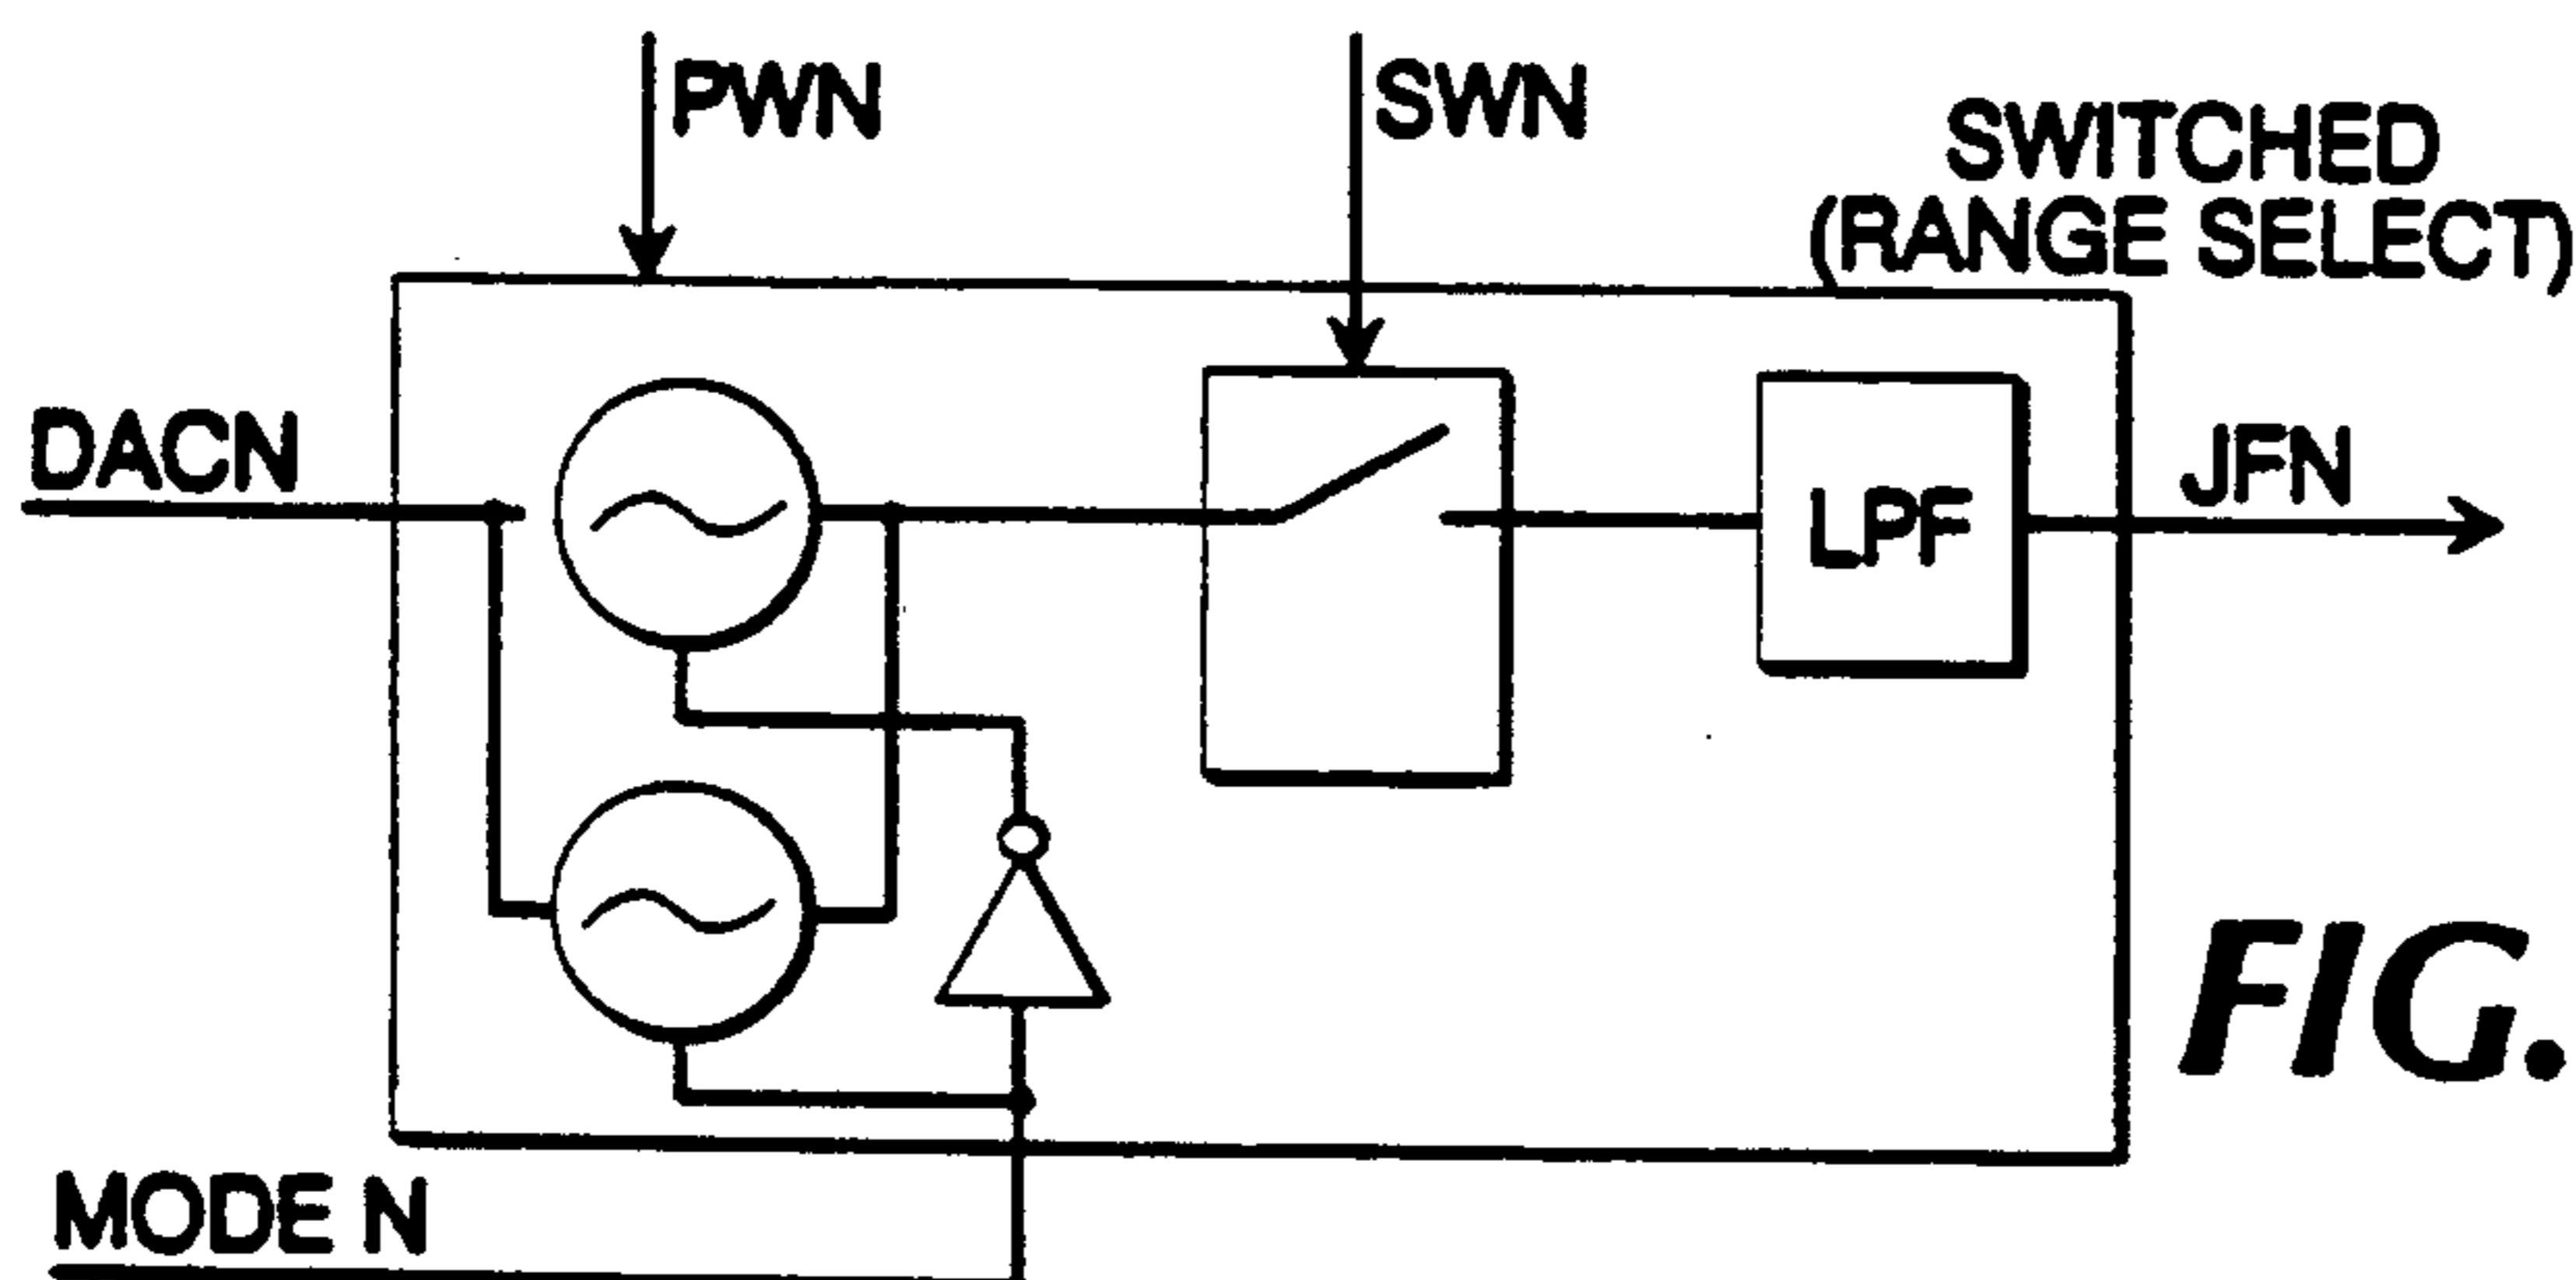 PWN
SWN
SWITCHED
(RANGE SELECT)
DACN
JFN
LPF
FIG.
MODE N